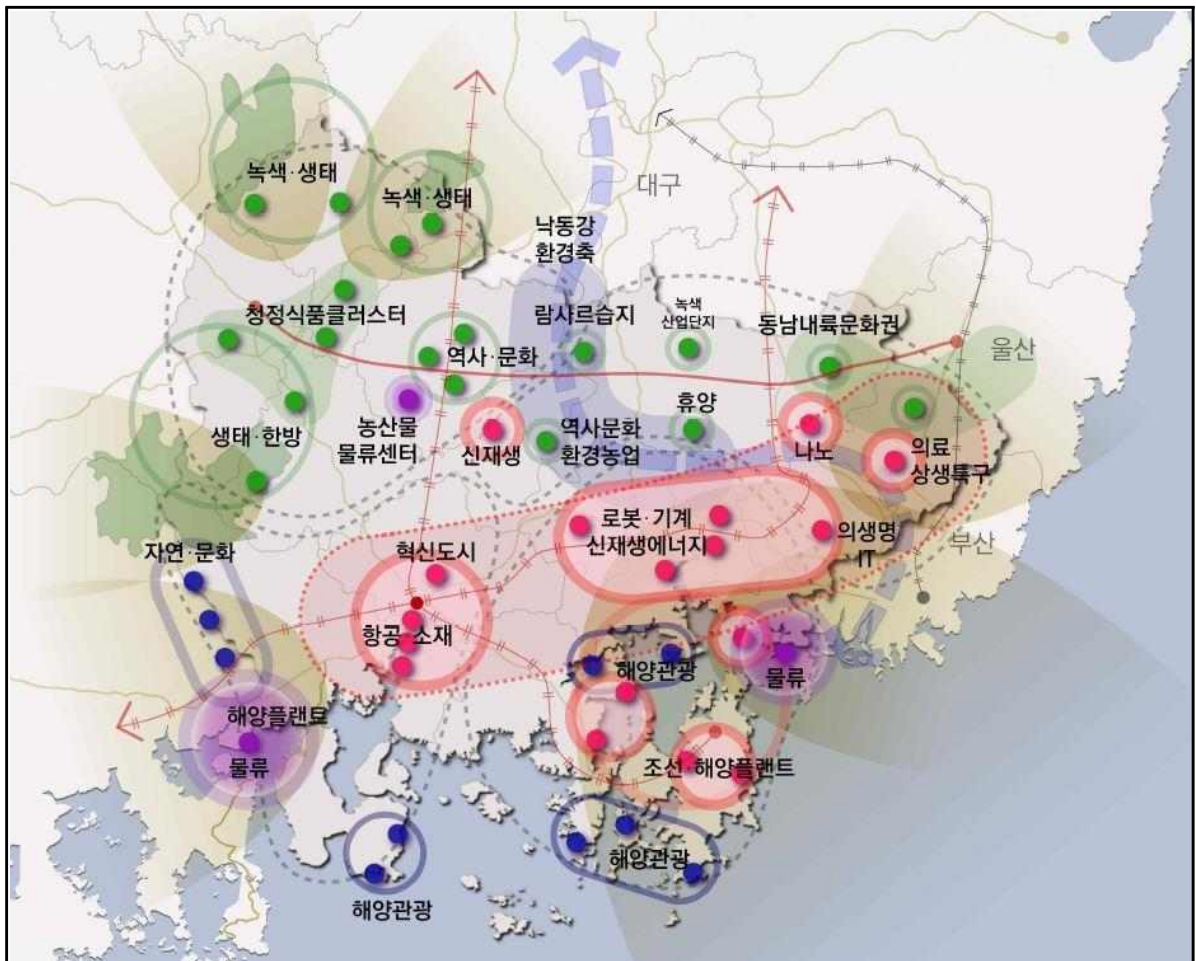 녹색·생태
녹색·생태
대구
낙동강
환경축
청정식품클러스터
람사르습지
녹색
산업단지
동남내륙문화권
울산
역사·문화
생태·한방
농산물
물류센터
신재생
역사문화
환경농업
휴양
나노
의료
상생특구
자연·문화
혁신도시
로봇·기계
신재생에너지
의생명
IT
부산
항공·소재
해양관광
물류
해양플랜트
물류
조선·해양플랜트
해양관광
해양관광